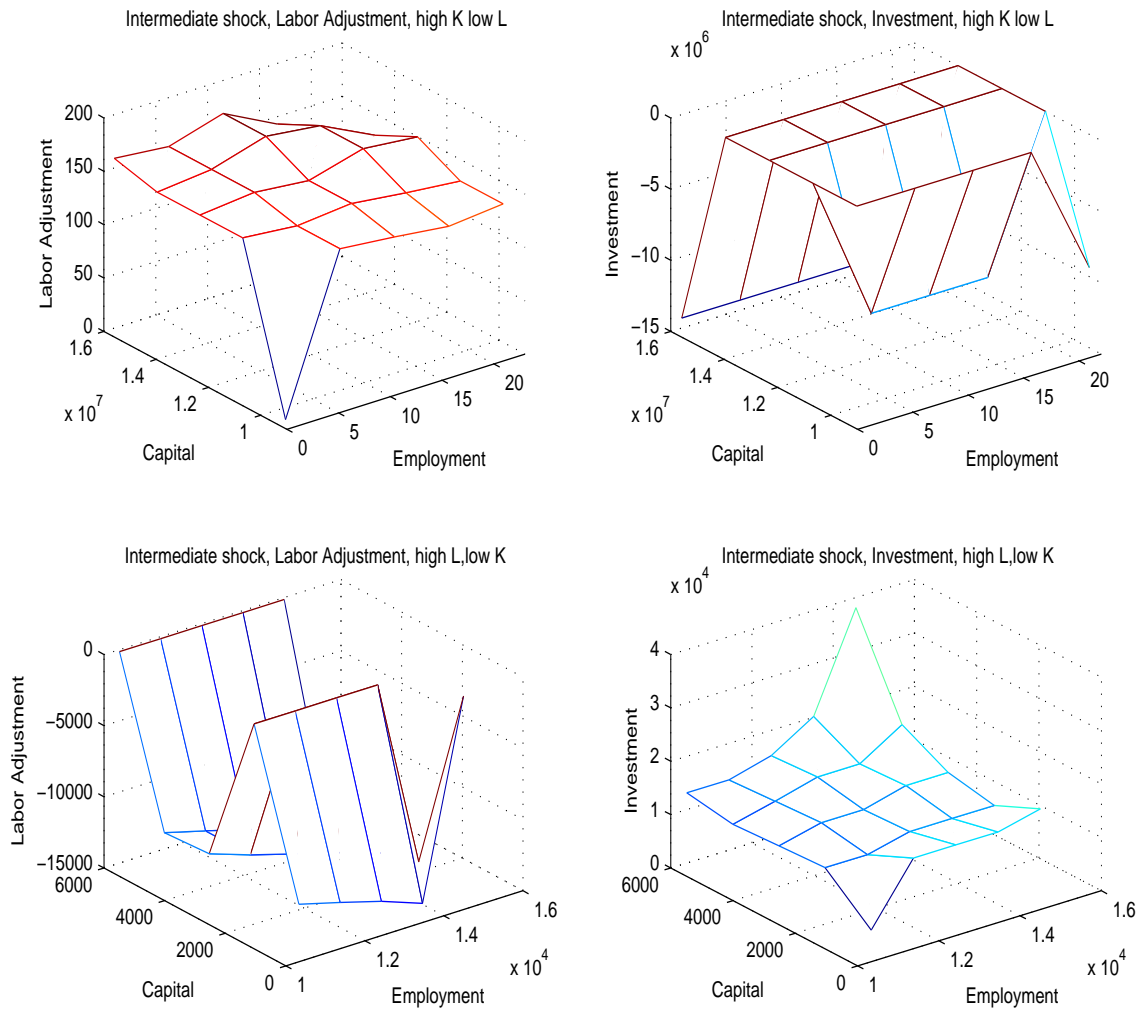 Intermediate shock, Labor Adjustment, high K low L
200
150
100
50
0
Labor Adjustment
1.6
1.4
1.2
1
x 10^7
Capital
0
5
10
15
20
Employment
Intermediate shock, Investment, high K low L
x 10^6
0
−5
−10
−15
Investment
1.6
1.4
1.2
1
x 10^7
Capital
0
5
10
15
20
Employment
Intermediate shock, Labor Adjustment, high L,low K
0
−5000
−10000
−15000
Labor Adjustment
6000
4000
2000
0
Capital
1
1.2
1.4
1.6
x 10^4
Employment
Intermediate shock, Investment, high L,low K
x 10^4
4
3
2
1
0
Investment
6000
4000
2000
0
Capital
1
1.2
1.4
1.6
x 10^4
Employment